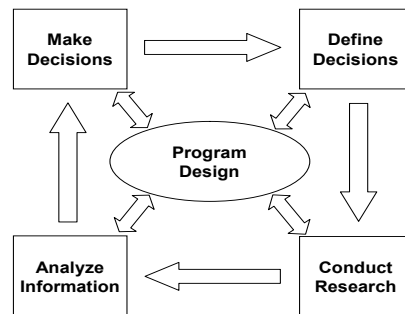 Make
Decisions
Define
Decisions
Program
Design
Analyze
Information
Conduct
Research